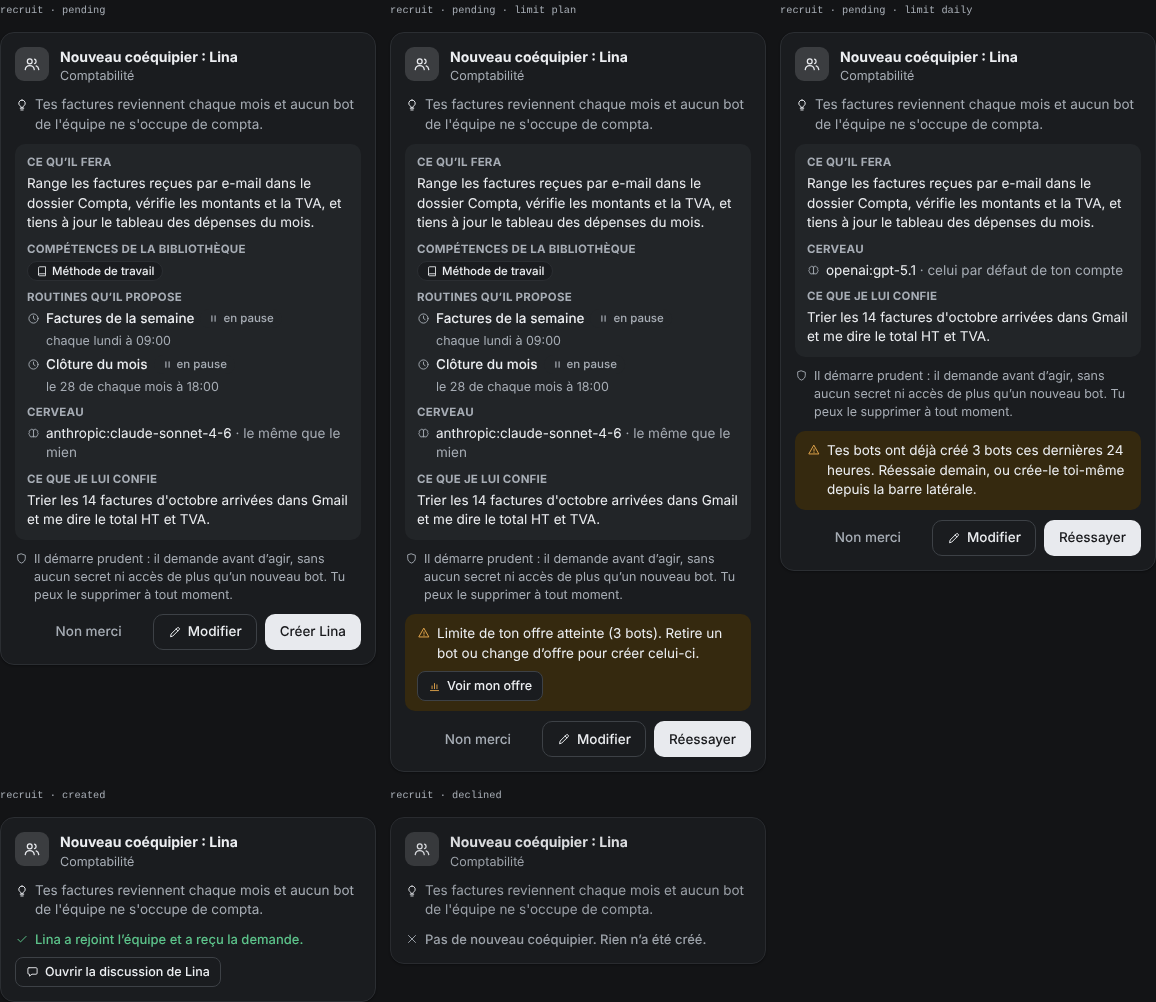 recruit · pending
Nouveau coéquipier : Lina
Comptabilité
Tes factures reviennent chaque mois et aucun bot
de l'équipe ne s'occupe de compta.
CE QU’IL FERA
Range les factures reçues par e-mail dans le
dossier Compta, vérifie les montants et la TVA, et
tiens à jour le tableau des dépenses du mois.
COMPÉTENCES DE LA BIBLIOTHÈQUE
Méthode de travail
ROUTINES QU’IL PROPOSE
Factures de la semaine en pause
chaque lundi à 09:00
Clôture du mois en pause
le 28 de chaque mois à 18:00
CERVEAU
anthropic:claude-sonnet-4-6 · le même que le
mien
CE QUE JE LUI CONFIE
Trier les 14 factures d'octobre arrivées dans Gmail
et me dire le total HT et TVA.
Il démarre prudent : il demande avant d’agir, sans
aucun secret ni accès de plus qu’un nouveau bot. Tu
peux le supprimer à tout moment.
Non merci Modifier Créer Lina
recruit · pending · limit plan
Nouveau coéquipier : Lina
Comptabilité
Tes factures reviennent chaque mois et aucun bot
de l'équipe ne s'occupe de compta.
CE QU’IL FERA
Range les factures reçues par e-mail dans le
dossier Compta, vérifie les montants et la TVA, et
tiens à jour le tableau des dépenses du mois.
COMPÉTENCES DE LA BIBLIOTHÈQUE
Méthode de travail
ROUTINES QU’IL PROPOSE
Factures de la semaine en pause
chaque lundi à 09:00
Clôture du mois en pause
le 28 de chaque mois à 18:00
CERVEAU
anthropic:claude-sonnet-4-6 · le même que le
mien
CE QUE JE LUI CONFIE
Trier les 14 factures d'octobre arrivées dans Gmail
et me dire le total HT et TVA.
Il démarre prudent : il demande avant d’agir, sans
aucun secret ni accès de plus qu’un nouveau bot. Tu
peux le supprimer à tout moment.
Limite de ton offre atteinte (3 bots). Retire un
bot ou change d’offre pour créer celui-ci.
Voir mon offre
Non merci Modifier Réessayer
recruit · pending · limit daily
Nouveau coéquipier : Lina
Comptabilité
Tes factures reviennent chaque mois et aucun bot
de l'équipe ne s'occupe de compta.
CE QU’IL FERA
Range les factures reçues par e-mail dans le
dossier Compta, vérifie les montants et la TVA, et
tiens à jour le tableau des dépenses du mois.
CERVEAU
openai:gpt-5.1 · celui par défaut de ton compte
CE QUE JE LUI CONFIE
Trier les 14 factures d'octobre arrivées dans Gmail
et me dire le total HT et TVA.
Il démarre prudent : il demande avant d’agir, sans
aucun secret ni accès de plus qu’un nouveau bot. Tu
peux le supprimer à tout moment.
Tes bots ont déjà créé 3 bots ces dernières 24
heures. Réessaie demain, ou crée-le toi-même
depuis la barre latérale.
Non merci Modifier Réessayer
recruit · created
Nouveau coéquipier : Lina
Comptabilité
Tes factures reviennent chaque mois et aucun bot
de l'équipe ne s'occupe de compta.
Lina a rejoint l’équipe et a reçu la demande.
Ouvrir la discussion de Lina
recruit · declined
Nouveau coéquipier : Lina
Comptabilité
Tes factures reviennent chaque mois et aucun bot
de l'équipe ne s'occupe de compta.
Pas de nouveau coéquipier. Rien n’a été créé.